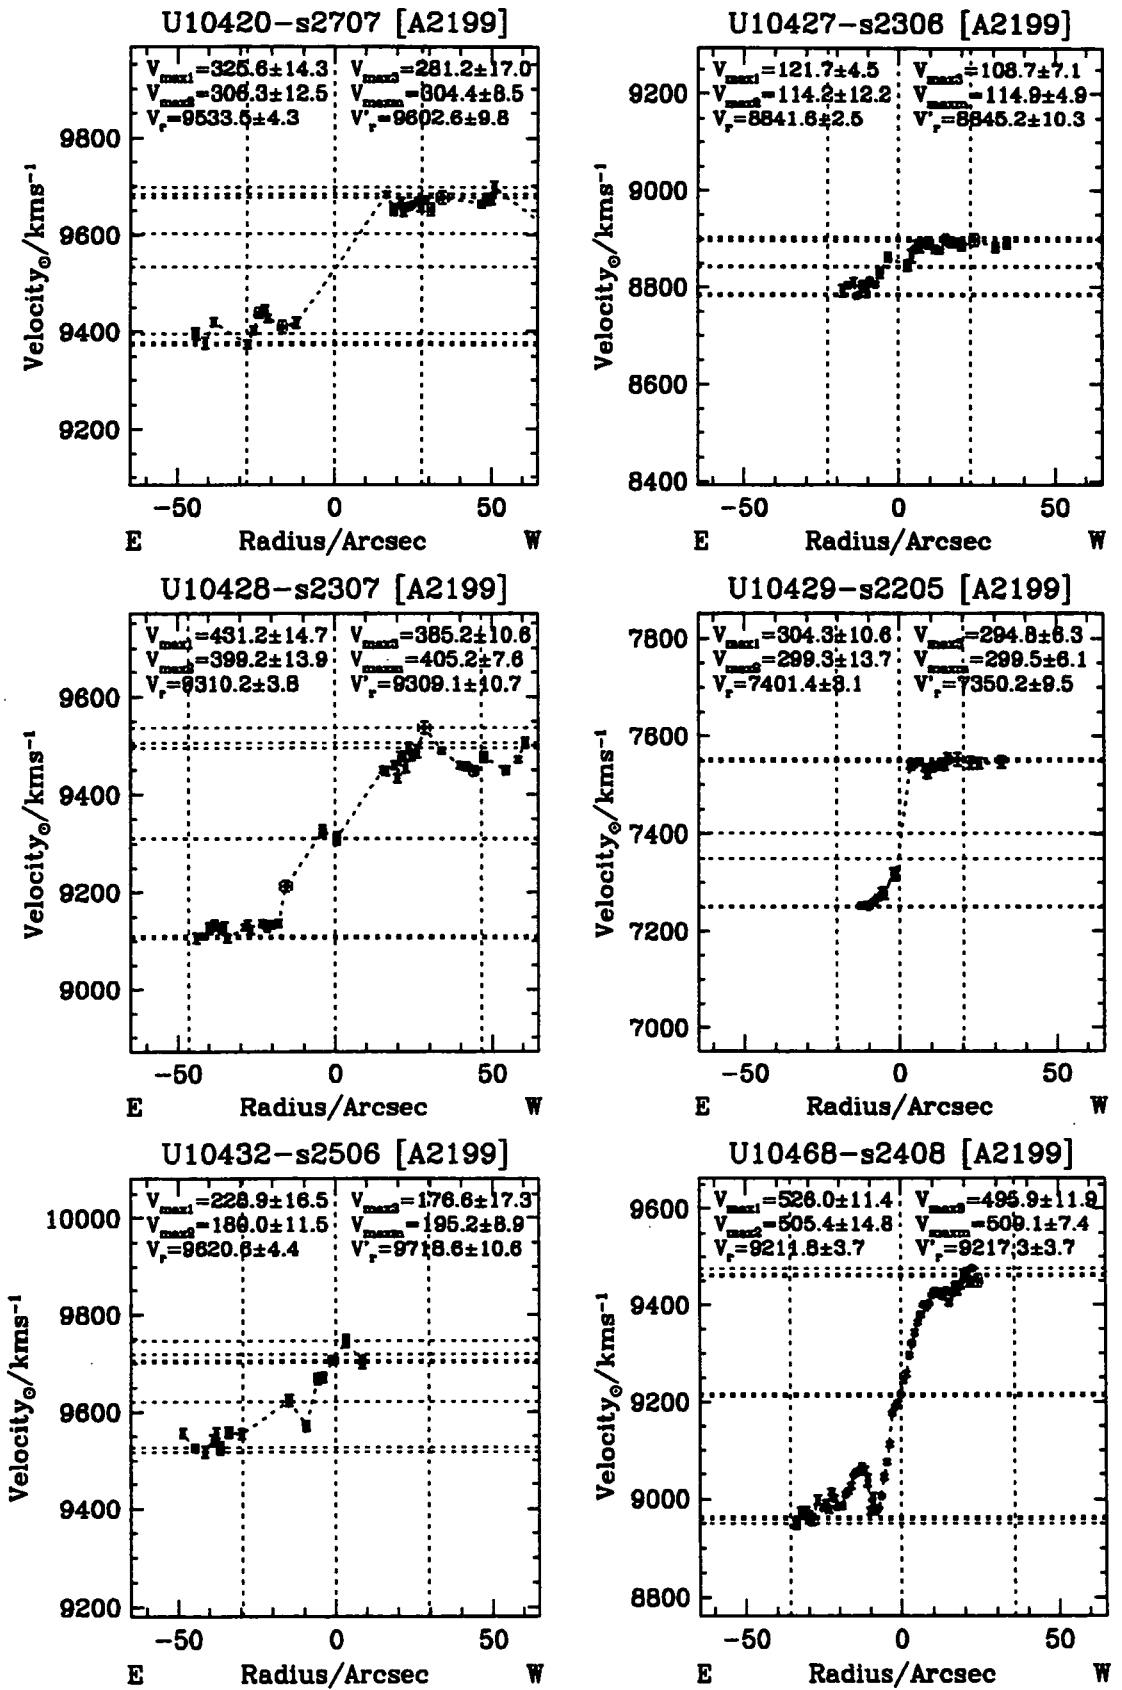 U10420-s2707 [A2199]
V_max1=325.6±14.3 V_max3=281.2±17.0
V_max2=306.3±12.5 V_maxm=304.4±8.5
V_r=9533.5±4.3 V'_r=9602.6±9.8
9800
9600
9400
9200
Velocity⊙/kms⁻¹
-50 0 50
E Radius/Arcsec W
U10427-s2306 [A2199]
V_max1=121.7±4.5 V_max3=108.7±7.1
V_max2=114.2±12.2 V_maxm=114.9±4.9
V_r=8841.6±2.5 V'_r=8845.2±10.3
9200
9000
8800
8600
8400
Velocity⊙/kms⁻¹
-50 0 50
E Radius/Arcsec W
U10428-s2307 [A2199]
V_max1=431.2±14.7 V_max3=385.2±10.6
V_max2=399.2±13.9 V_maxm=405.2±7.6
V_r=9310.2±3.8 V'_r=9309.1±10.7
9600
9400
9200
9000
Velocity⊙/kms⁻¹
-50 0 50
E Radius/Arcsec W
U10429-s2205 [A2199]
V_max1=304.3±10.6 V_max3=294.8±6.3
V_max2=299.3±13.7 V_maxm=299.5±6.1
V_r=7401.4±8.1 V'_r=7350.2±9.5
7800
7600
7400
7200
7000
Velocity⊙/kms⁻¹
-50 0 50
E Radius/Arcsec W
U10432-s2506 [A2199]
V_max1=228.9±16.5 V_max3=176.6±17.3
V_max2=180.0±11.5 V_maxm=195.2±8.9
V_r=9620.6±4.4 V'_r=9718.6±10.6
10000
9800
9600
9400
9200
Velocity⊙/kms⁻¹
-50 0 50
E Radius/Arcsec W
U10468-s2408 [A2199]
V_max1=526.0±11.4 V_max3=495.9±11.9
V_max2=505.4±14.8 V_maxm=509.1±7.4
V_r=9211.8±3.7 V'_r=9217.3±3.7
9600
9400
9200
9000
8800
Velocity⊙/kms⁻¹
-50 0 50
E Radius/Arcsec W